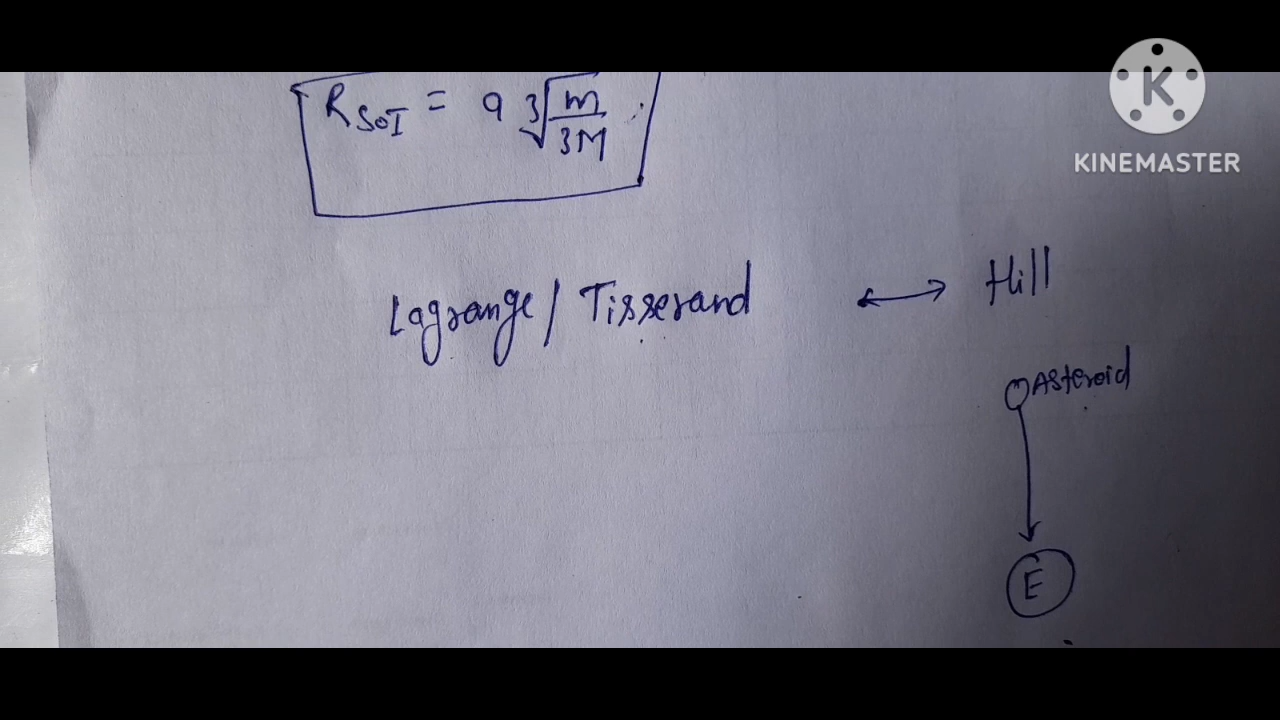 R_SOI = a ∛(m/3M)
K
KINEMASTER
Lagrange/ Tisserand ↔ Hill
Asteroid
E